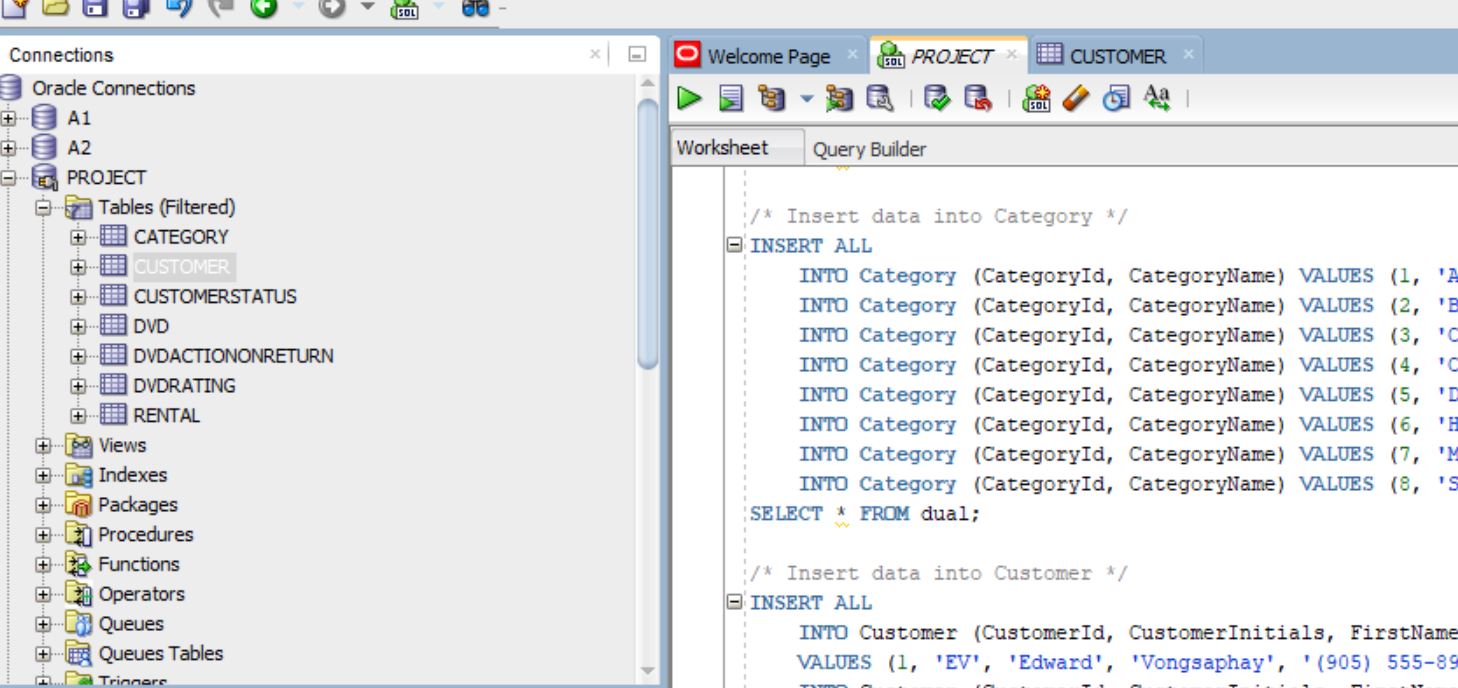 Connections
Oracle Connections
A1
A2
PROJECT
Tables (Filtered)
CATEGORY
CUSTOMER
CUSTOMERSTATUS
DVD
DVDACTIONONRETURN
DVDRATING
RENTAL
Views
Indexes
Packages
Procedures
Functions
Operators
Queues
Queues Tables
Triggers
Welcome Page
PROJECT
CUSTOMER
Worksheet
Query Builder
/* Insert data into Category */
INSERT ALL
INTO Category (CategoryId, CategoryName) VALUES (1, 'A
INTO Category (CategoryId, CategoryName) VALUES (2, 'B
INTO Category (CategoryId, CategoryName) VALUES (3, 'C
INTO Category (CategoryId, CategoryName) VALUES (4, 'C
INTO Category (CategoryId, CategoryName) VALUES (5, 'D
INTO Category (CategoryId, CategoryName) VALUES (6, 'H
INTO Category (CategoryId, CategoryName) VALUES (7, 'M
INTO Category (CategoryId, CategoryName) VALUES (8, 'S
SELECT * FROM dual;
/* Insert data into Customer */
INSERT ALL
INTO Customer (CustomerId, CustomerInitials, FirstName
VALUES (1, 'EV', 'Edward', 'Vongsaphay', '(905) 555-89